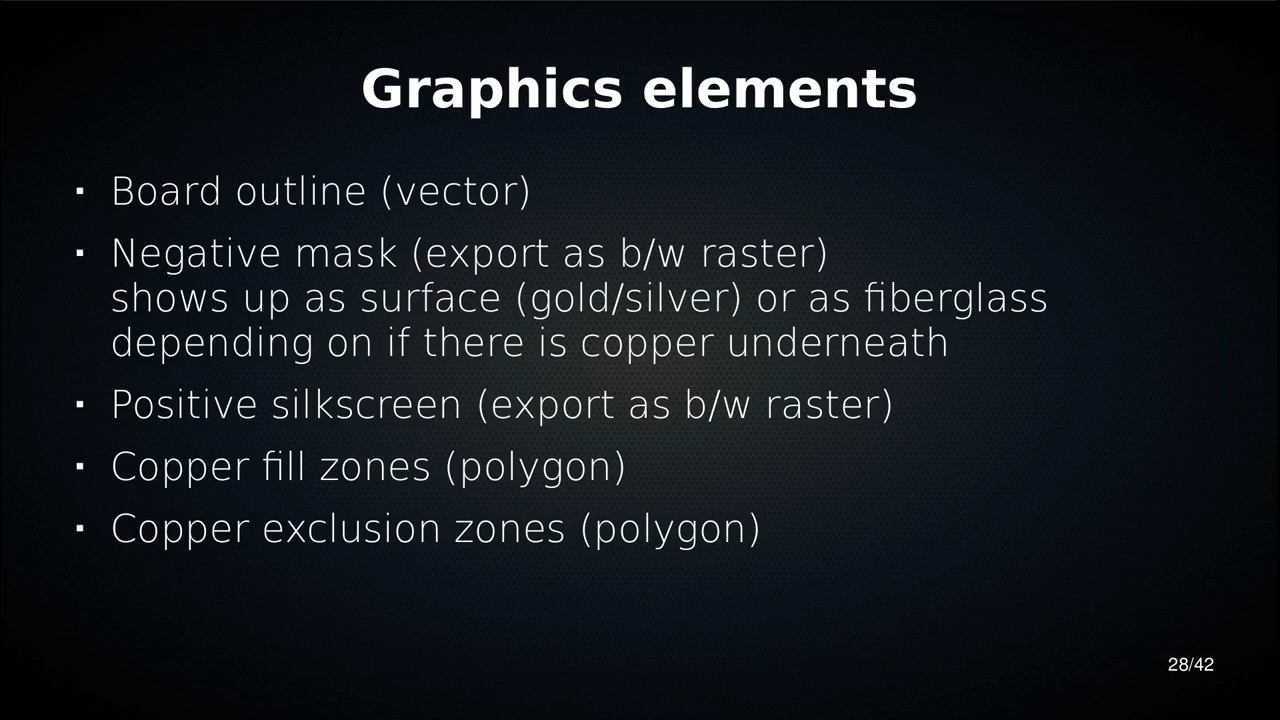 Graphics elements
▪ Board outline (vector)
▪ Negative mask (export as b/w raster)
shows up as surface (gold/silver) or as fiberglass
depending on if there is copper underneath
▪ Positive silkscreen (export as b/w raster)
▪ Copper fill zones (polygon)
▪ Copper exclusion zones (polygon)
28/42